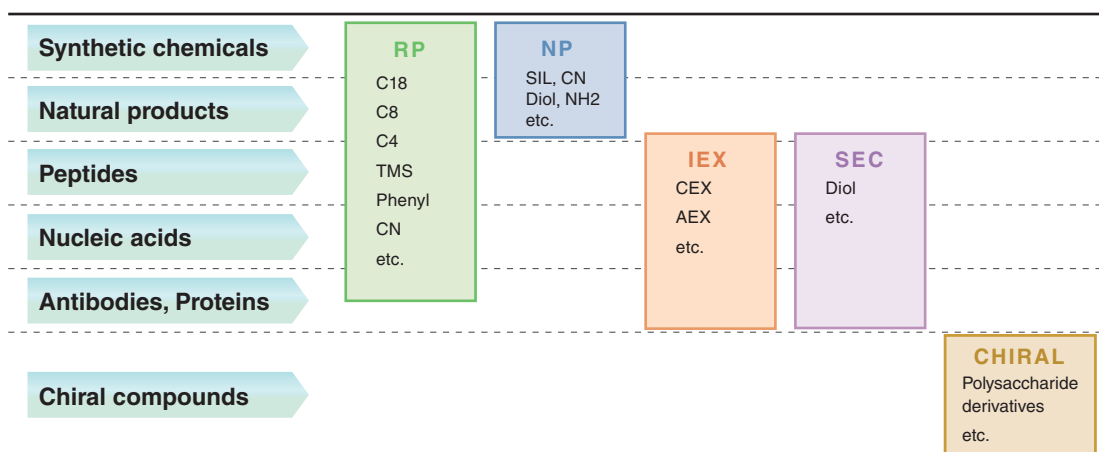 Synthetic chemicals
Natural products
Peptides
Nucleic acids
Antibodies, Proteins
Chiral compounds
RP
C18
C8
C4
TMS
Phenyl
CN
etc.
NP
SIL, CN
Diol, NH2
etc.
IEX
CEX
AEX
etc.
SEC
Diol
etc.
CHIRAL
Polysaccharide
derivatives
etc.